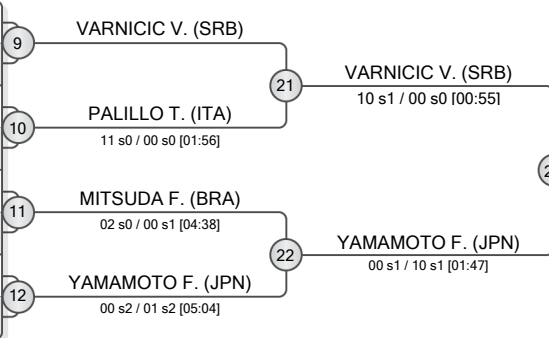 9
VARNICIC V. (SRB)
21
VARNICIC V. (SRB)
10 s1 / 00 s0 [00:55]
10
PALILLO T. (ITA)
11 s0 / 00 s0 [01:56]
11
MITSUDA F. (BRA)
02 s0 / 00 s1 [04:38]
22
YAMAMOTO F. (JPN)
00 s1 / 10 s1 [01:47]
12
YAMAMOTO F. (JPN)
00 s2 / 01 s2 [05:04]